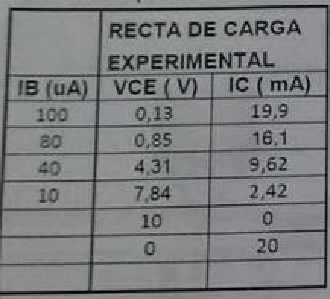 RECTA DE CARGA
EXPERIMENTAL
IB (uA) VCE ( V) IC ( mA)
100 0,13 19,9
80 0,85 16,1
40 4,31 9,62
10 7,84 2,42
10 0
0 20